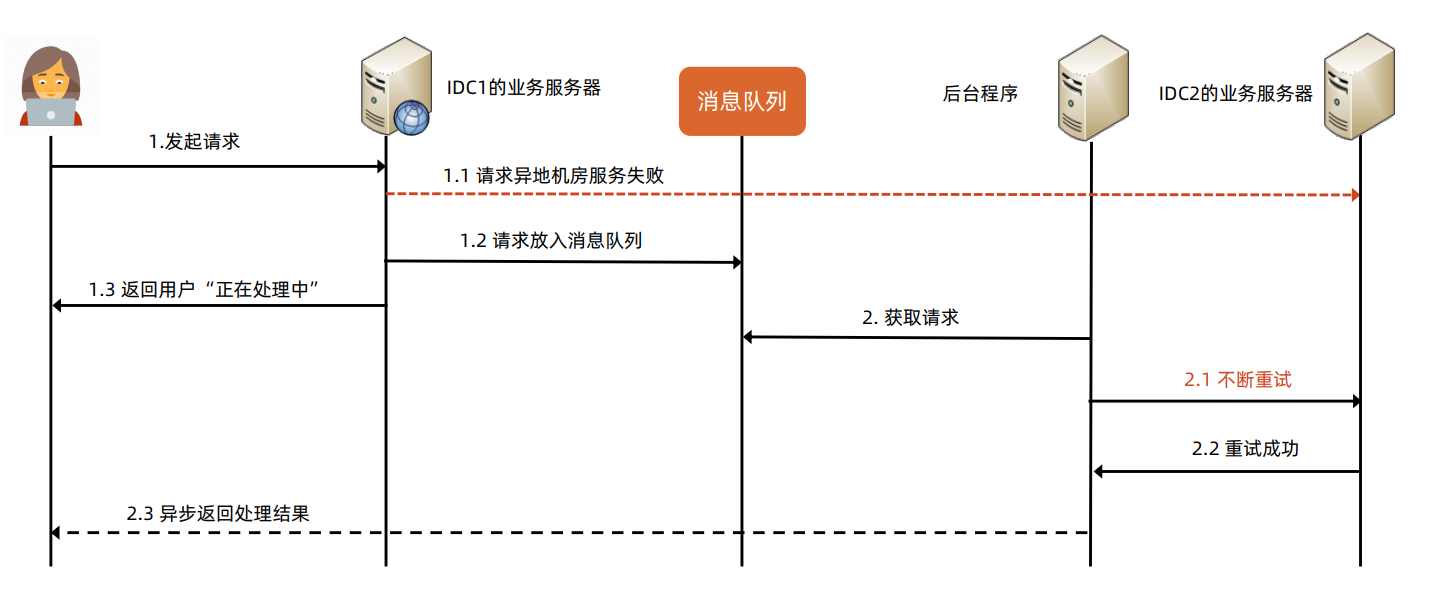 IDC1的业务服务器
消息队列
后台程序
IDC2的业务服务器
1.发起请求
1.1 请求异地机房服务失败
1.2 请求放入消息队列
1.3 返回用户“正在处理中”
2. 获取请求
2.1 不断重试
2.2 重试成功
2.3 异步返回处理结果